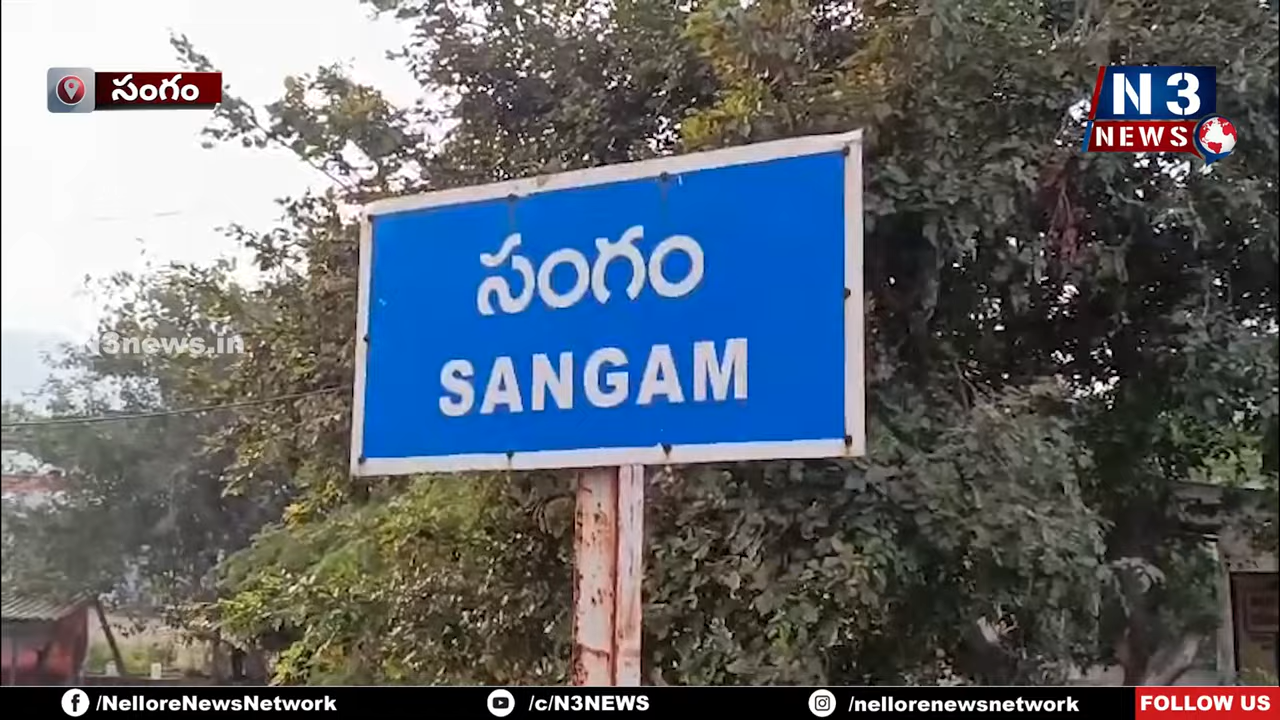 సంగం
N3
NEWS
సంగం
SANGAM
N3news.in
/NelloreNewsNetwork
/c/N3NEWS
/nellorenewsnetwork
FOLLOW US